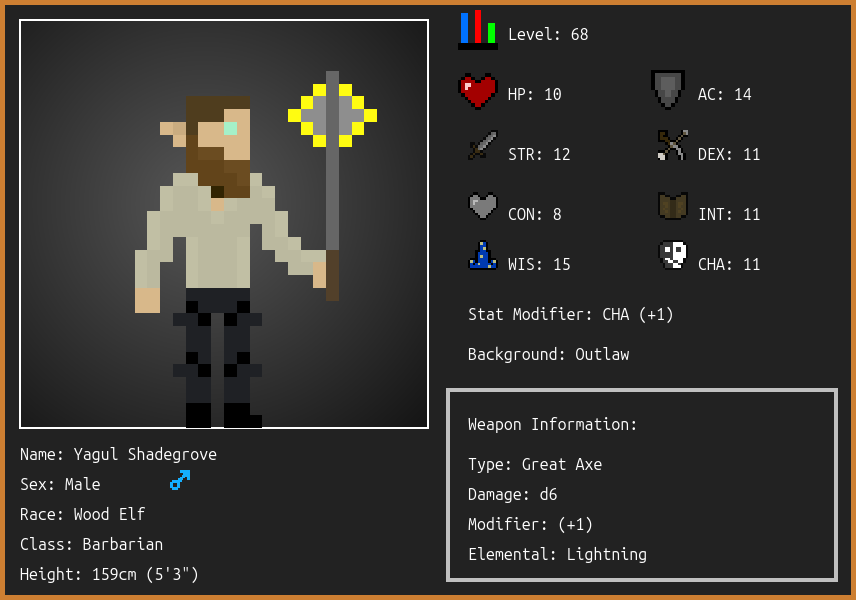 Level: 68
HP: 10
AC: 14
STR: 12
DEX: 11
CON: 8
INT: 11
WIS: 15
CHA: 11
Stat Modifier: CHA (+1)
Background: Outlaw
Weapon Information:
Type: Great Axe
Damage: d6
Modifier: (+1)
Elemental: Lightning
Name: Yagul Shadegrove
Sex: Male
Race: Wood Elf
Class: Barbarian
Height: 159cm (5'3")